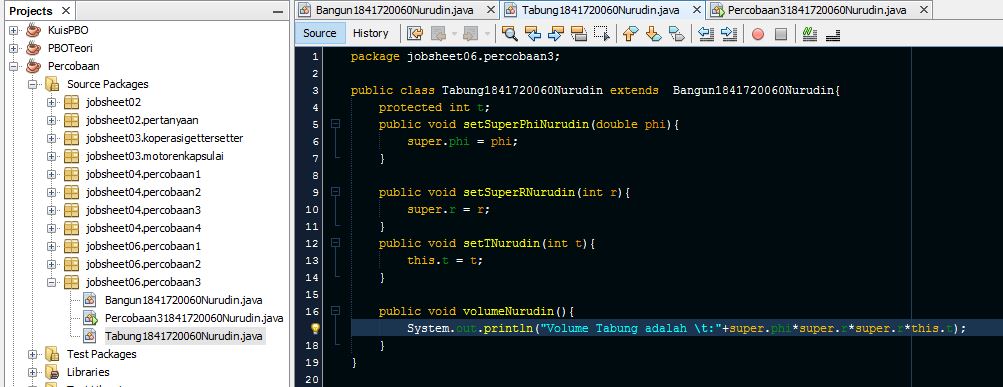 Projects
KuisPBO
PBOTeori
Percobaan
Source Packages
jobsheet02
jobsheet02.pertanyaan
jobsheet03.koperasigettersetter
jobsheet03.motorenkapsulai
jobsheet04.percobaan1
jobsheet04.percobaan2
jobsheet04.percobaan3
jobsheet04.percobaan4
jobsheet06.percobaan1
jobsheet06.percobaan2
jobsheet06.percobaan3
Bangun1841720060Nurudin.java
Percobaan31841720060Nurudin.java
Tabung1841720060Nurudin.java
Test Packages
Libraries
Bangun1841720060Nurudin.java Tabung1841720060Nurudin.java Percobaan31841720060Nurudin.java
Source History
1 package jobsheet06.percobaan3;
2
3 public class Tabung1841720060Nurudin extends  Bangun1841720060Nurudin{
4 protected int t;
5 public void setSuperPhiNurudin(double phi){
6 super.phi = phi;
7 }
8
9 public void setSuperRNurudin(int r){
10 super.r = r;
11 }
12 public void setTNurudin(int t){
13 this.t = t;
14 }
15
16 public void volumeNurudin(){
System.out.println("Volume Tabung adalah \t:"+super.phi*super.r*super.r*this.t);
18 }
19 }
20